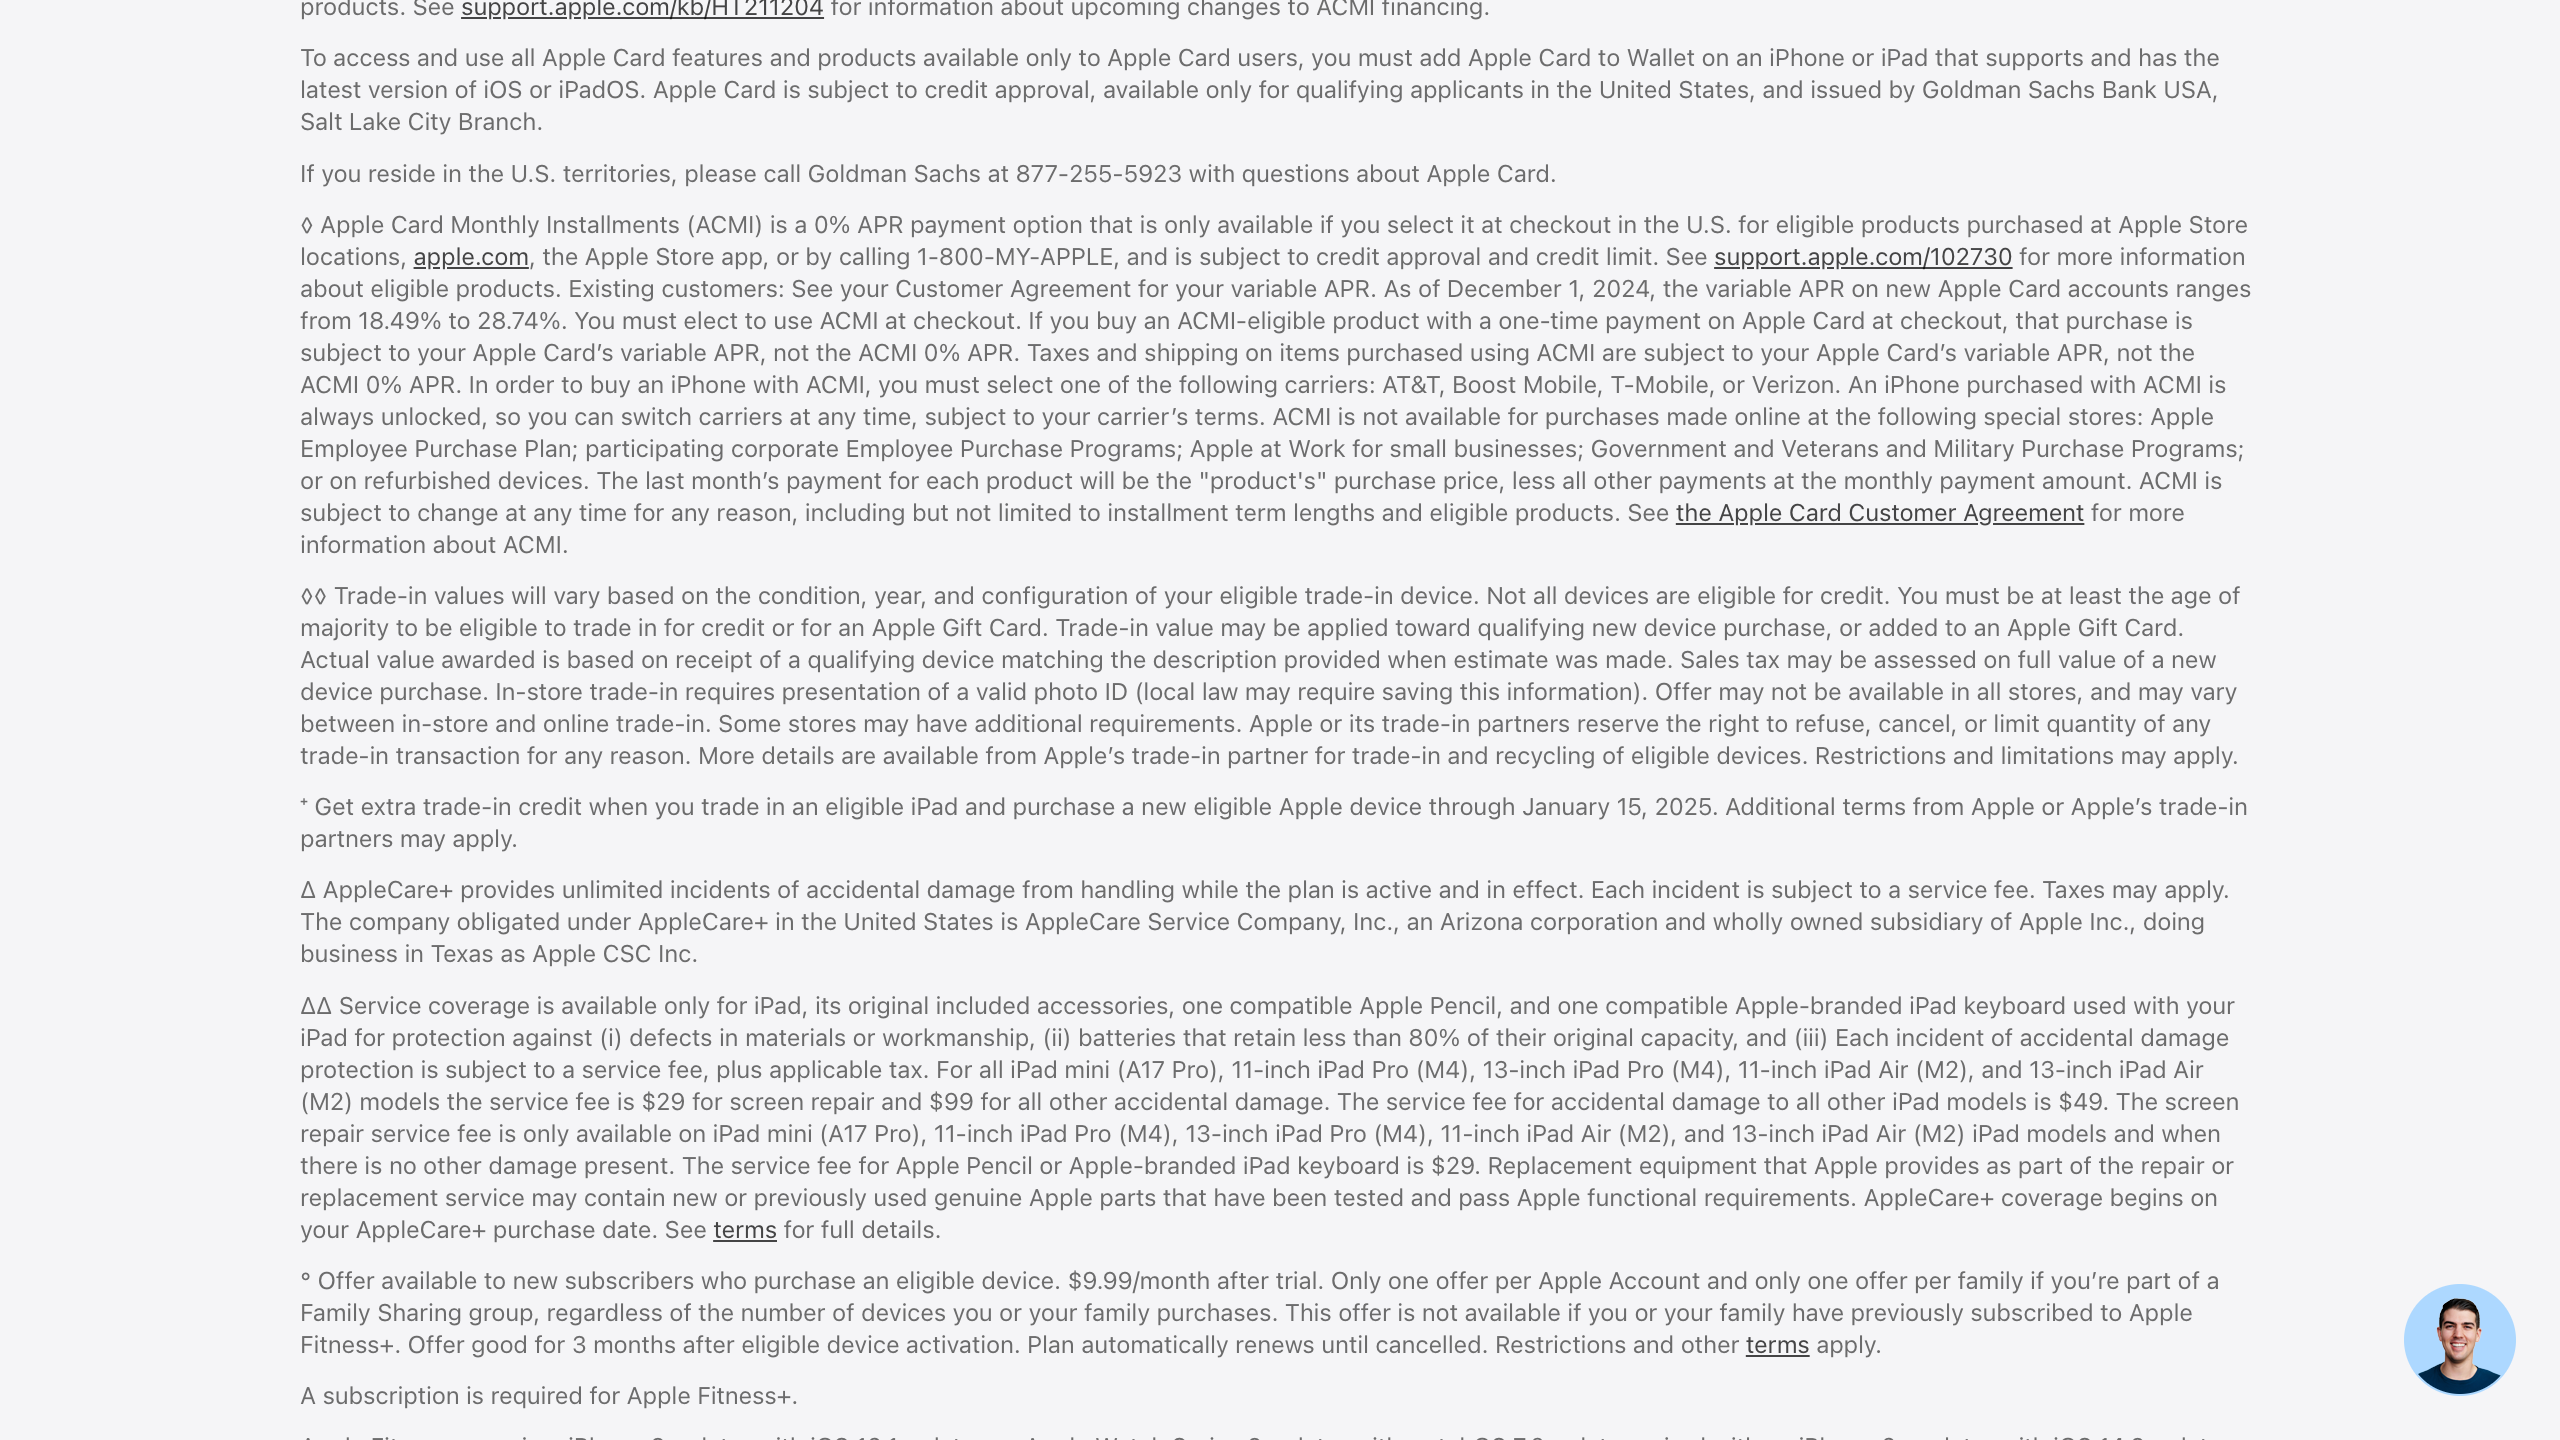 products. See support.apple.com/kb/HT211204 for information about upcoming changes to ACMI financing.
To access and use all Apple Card features and products available only to Apple Card users, you must add Apple Card to Wallet on an iPhone or iPad that supports and has the
latest version of iOS or iPadOS. Apple Card is subject to credit approval, available only for qualifying applicants in the United States, and issued by Goldman Sachs Bank USA,
Salt Lake City Branch.
If you reside in the U.S. territories, please call Goldman Sachs at 877-255-5923 with questions about Apple Card.
◊ Apple Card Monthly Installments (ACMI) is a 0% APR payment option that is only available if you select it at checkout in the U.S. for eligible products purchased at Apple Store
locations, apple.com, the Apple Store app, or by calling 1-800-MY-APPLE, and is subject to credit approval and credit limit. See support.apple.com/102730 for more information
about eligible products. Existing customers: See your Customer Agreement for your variable APR. As of December 1, 2024, the variable APR on new Apple Card accounts ranges
from 18.49% to 28.74%. You must elect to use ACMI at checkout. If you buy an ACMI-eligible product with a one-time payment on Apple Card at checkout, that purchase is
subject to your Apple Card’s variable APR, not the ACMI 0% APR. Taxes and shipping on items purchased using ACMI are subject to your Apple Card’s variable APR, not the
ACMI 0% APR. In order to buy an iPhone with ACMI, you must select one of the following carriers: AT&T, Boost Mobile, T-Mobile, or Verizon. An iPhone purchased with ACMI is
always unlocked, so you can switch carriers at any time, subject to your carrier’s terms. ACMI is not available for purchases made online at the following special stores: Apple
Employee Purchase Plan; participating corporate Employee Purchase Programs; Apple at Work for small businesses; Government and Veterans and Military Purchase Programs;
or on refurbished devices. The last month’s payment for each product will be the "product's" purchase price, less all other payments at the monthly payment amount. ACMI is
subject to change at any time for any reason, including but not limited to installment term lengths and eligible products. See the Apple Card Customer Agreement for more
information about ACMI.
◊◊ Trade-in values will vary based on the condition, year, and configuration of your eligible trade-in device. Not all devices are eligible for credit. You must be at least the age of
majority to be eligible to trade in for credit or for an Apple Gift Card. Trade-in value may be applied toward qualifying new device purchase, or added to an Apple Gift Card.
Actual value awarded is based on receipt of a qualifying device matching the description provided when estimate was made. Sales tax may be assessed on full value of a new
device purchase. In-store trade-in requires presentation of a valid photo ID (local law may require saving this information). Offer may not be available in all stores, and may vary
between in-store and online trade-in. Some stores may have additional requirements. Apple or its trade-in partners reserve the right to refuse, cancel, or limit quantity of any
trade-in transaction for any reason. More details are available from Apple’s trade-in partner for trade-in and recycling of eligible devices. Restrictions and limitations may apply.
⁺ Get extra trade-in credit when you trade in an eligible iPad and purchase a new eligible Apple device through January 15, 2025. Additional terms from Apple or Apple’s trade-in
partners may apply.
Δ AppleCare+ provides unlimited incidents of accidental damage from handling while the plan is active and in effect. Each incident is subject to a service fee. Taxes may apply.
The company obligated under AppleCare+ in the United States is AppleCare Service Company, Inc., an Arizona corporation and wholly owned subsidiary of Apple Inc., doing
business in Texas as Apple CSC Inc.
ΔΔ Service coverage is available only for iPad, its original included accessories, one compatible Apple Pencil, and one compatible Apple-branded iPad keyboard used with your
iPad for protection against (i) defects in materials or workmanship, (ii) batteries that retain less than 80% of their original capacity, and (iii) Each incident of accidental damage
protection is subject to a service fee, plus applicable tax. For all iPad mini (A17 Pro), 11-inch iPad Pro (M4), 13-inch iPad Pro (M4), 11-inch iPad Air (M2), and 13-inch iPad Air
(M2) models the service fee is $29 for screen repair and $99 for all other accidental damage. The service fee for accidental damage to all other iPad models is $49. The screen
repair service fee is only available on iPad mini (A17 Pro), 11-inch iPad Pro (M4), 13-inch iPad Pro (M4), 11-inch iPad Air (M2), and 13-inch iPad Air (M2) iPad models and when
there is no other damage present. The service fee for Apple Pencil or Apple-branded iPad keyboard is $29. Replacement equipment that Apple provides as part of the repair or
replacement service may contain new or previously used genuine Apple parts that have been tested and pass Apple functional requirements. AppleCare+ coverage begins on
your AppleCare+ purchase date. See terms for full details.
° Offer available to new subscribers who purchase an eligible device. $9.99/month after trial. Only one offer per Apple Account and only one offer per family if you’re part of a
Family Sharing group, regardless of the number of devices you or your family purchases. This offer is not available if you or your family have previously subscribed to Apple
Fitness+. Offer good for 3 months after eligible device activation. Plan automatically renews until cancelled. Restrictions and other terms apply.
A subscription is required for Apple Fitness+.